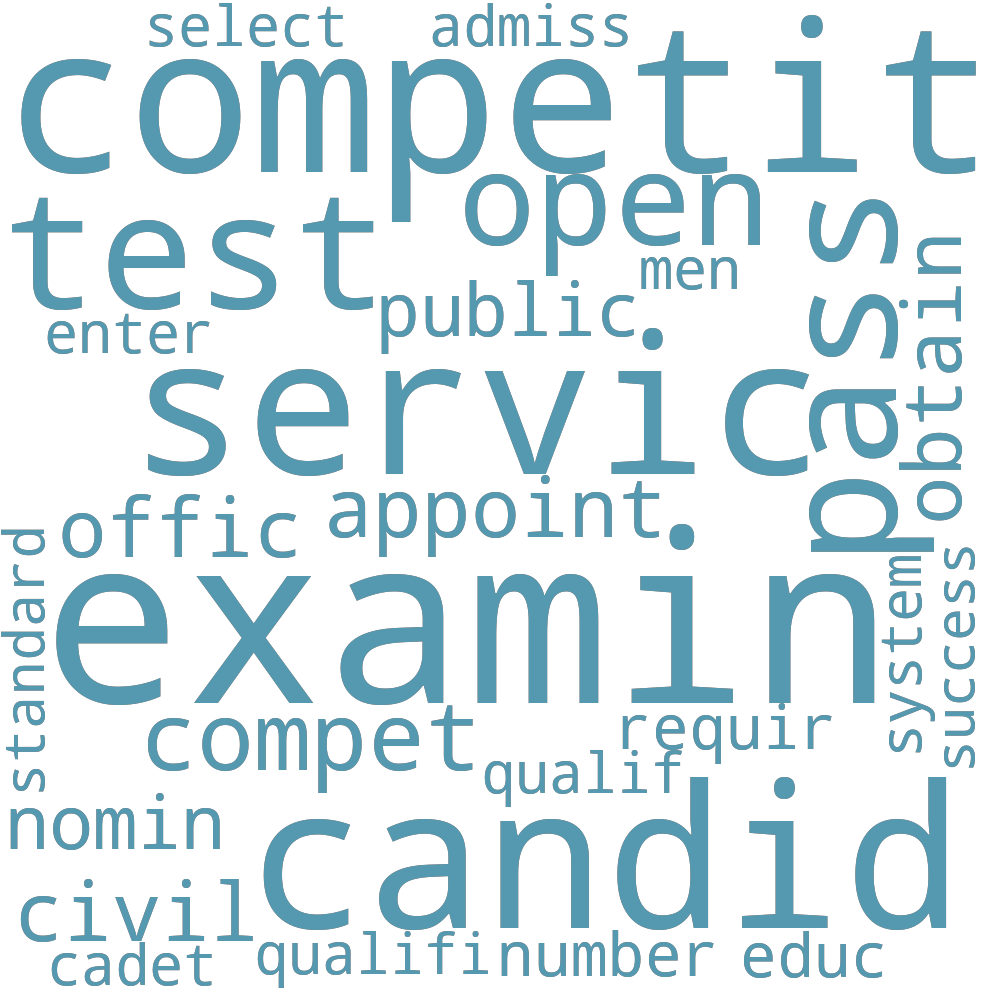 select admiss
competit
open
test
pass
men
obtain
public
enter
servic
appoint
offic
standard
examin
system
success
compet
requir
qualif
candid
nomin
civil
cadet
qualifi number educ